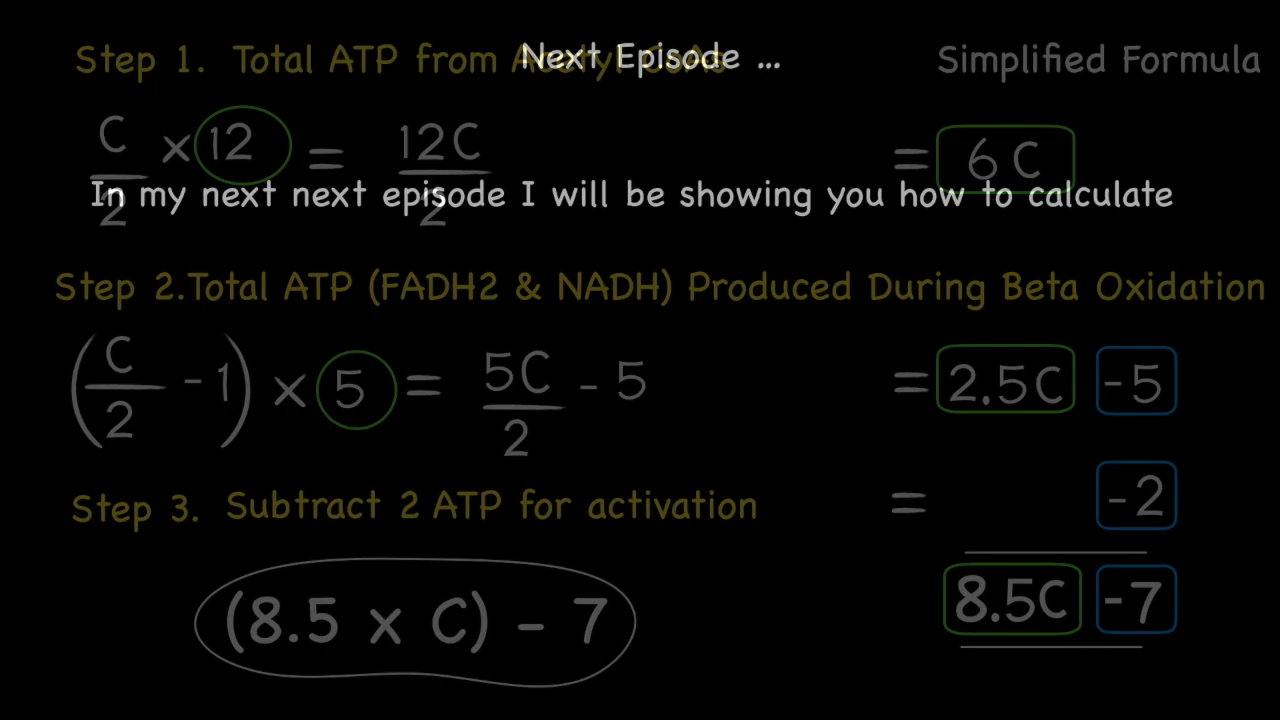 Step 1. Total ATP from Acetyl CoAs
Next Episode ...
Simplified Formula
C/2 x 12 = 12C/2 = 6C
In my next next episode I will be showing you how to calculate
Step 2.Total ATP (FADH2 & NADH) Produced During Beta Oxidation
(C/2 - 1) x 5 = 5C/2 - 5 = 2.5C -5
Step 3. Subtract 2 ATP for activation = -2
(8.5 x C) - 7
8.5C -7